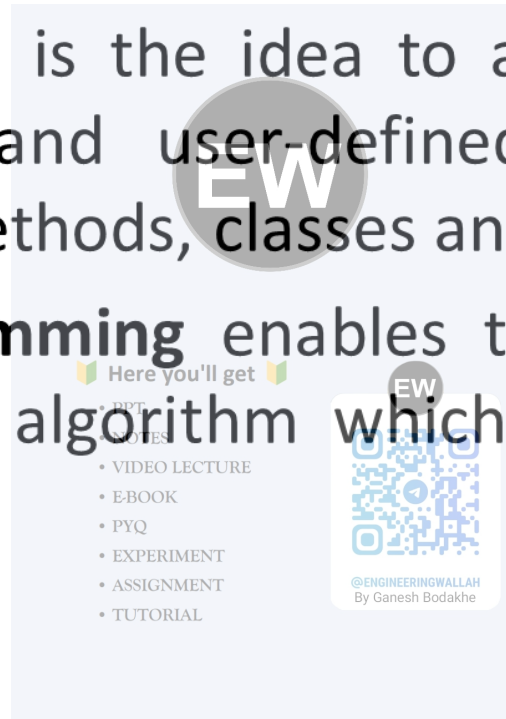 is the idea to a
and user-defined
ethods, classes an
EW
mming enables t
Here you'll get
EW
algorithm which
• PPT
• NOTES
• VIDEO LECTURE
• E-BOOK
• PYQ
• EXPERIMENT
• ASSIGNMENT
• TUTORIAL
@ENGINEERINGWALLAH
By Ganesh Bodakhe